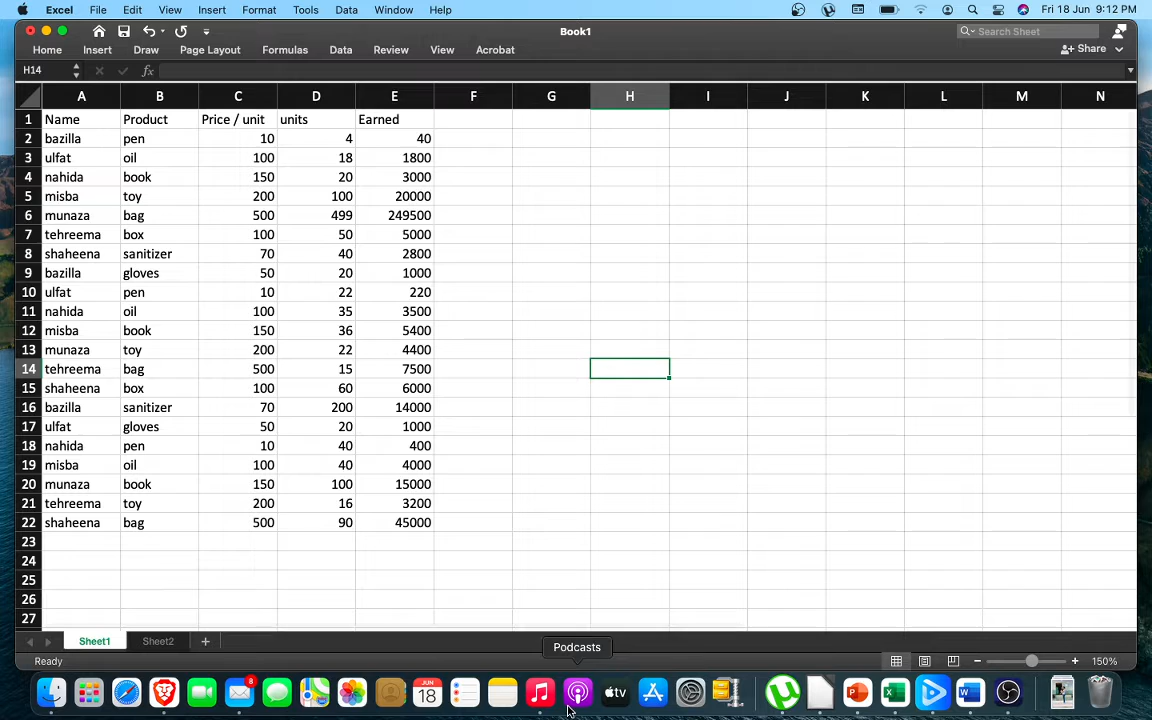 Excel File Edit View Insert Format Tools Data Window Help Fri 18 Jun 9:12 PM
Book1 Search Sheet
Home Insert Draw Page Layout Formulas Data Review View Acrobat Share
H14 fx
A B C D E F G H I J K L M N
1 Name Product Price / unit units Earned
2 bazilla pen 10 4 40
3 ulfat oil 100 18 1800
4 nahida book 150 20 3000
5 misba toy 200 100 20000
6 munaza bag 500 499 249500
7 tehreema box 100 50 5000
8 shaheena sanitizer 70 40 2800
9 bazilla gloves 50 20 1000
10 ulfat pen 10 22 220
11 nahida oil 100 35 3500
12 misba book 150 36 5400
13 munaza toy 200 22 4400
14 tehreema bag 500 15 7500
15 shaheena box 100 60 6000
16 bazilla sanitizer 70 200 14000
17 ulfat gloves 50 20 1000
18 nahida pen 10 40 400
19 misba oil 100 40 4000
20 munaza book 150 100 15000
21 tehreema toy 200 16 3200
22 shaheena bag 500 90 45000
23
24
25
26
27
Sheet1 Sheet2 +
Podcasts
Ready 150%
8 JUN 18 tv P X W